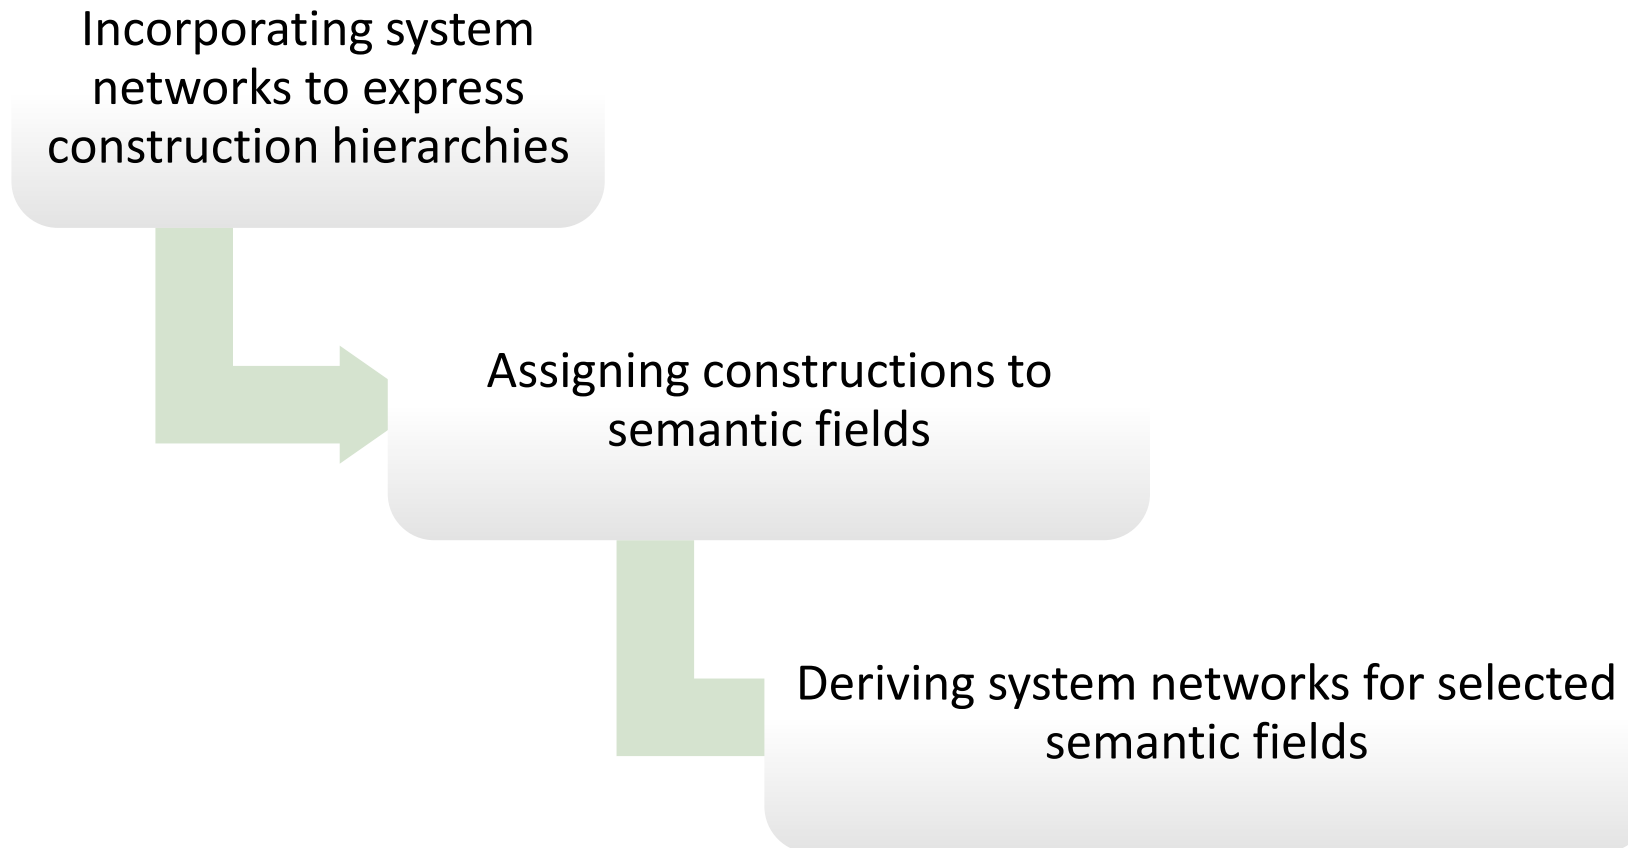 Incorporating system
networks to express
construction hierarchies
Assigning constructions to
semantic fields
Deriving system networks for selected
semantic fields